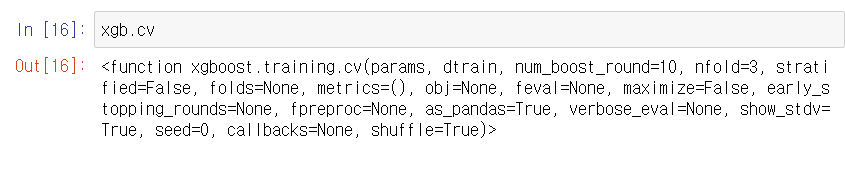 In [16]: xgb.cv
Out[16]: <function xgboost.training.cv(params, dtrain, num_boost_round=10, nfold=3, strati
fied=False, folds=None, metrics=(), obj=None, feval=None, maximize=False, early_s
topping_rounds=None, fpreproc=None, as_pandas=True, verbose_eval=None, show_stdv=
True, seed=0, callbacks=None, shuffle=True)>